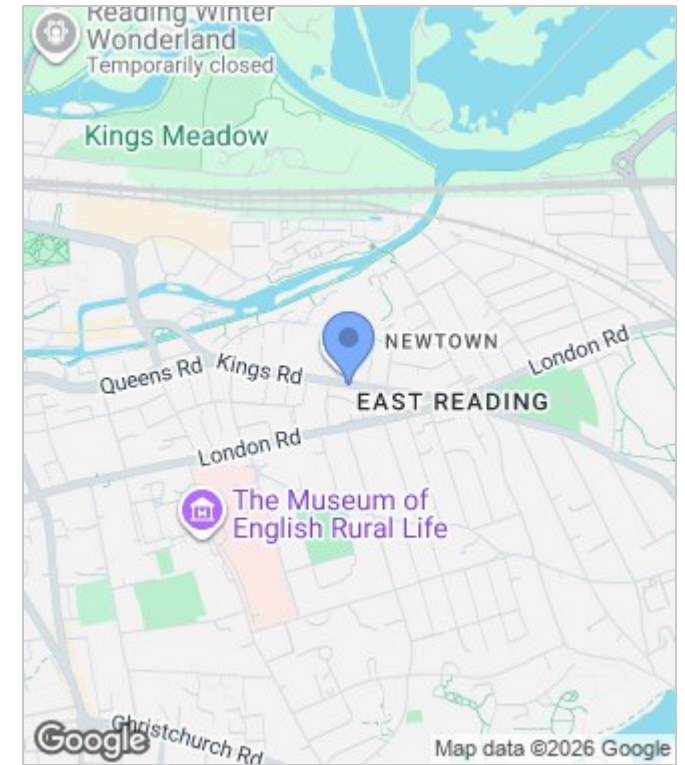 Reading Winter
Wonderland
Temporarily closed
Kings Meadow
NEWTOWN
London Rd
Queens Rd
Kings Rd
EAST READING
London Rd
The Museum of
English Rural Life
Christchurch Rd
Google
Map data ©2026 Google